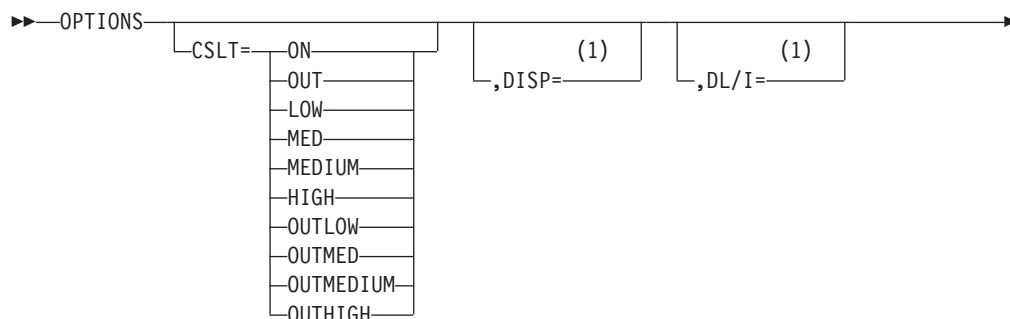 OPTIONS
CSLT= ON
OUT
LOW
MED
MEDIUM
HIGH
OUTLOW
OUTMED
OUTMEDIUM
OUTHIGH
(1)
,DISP=
(1)
,DL/I=